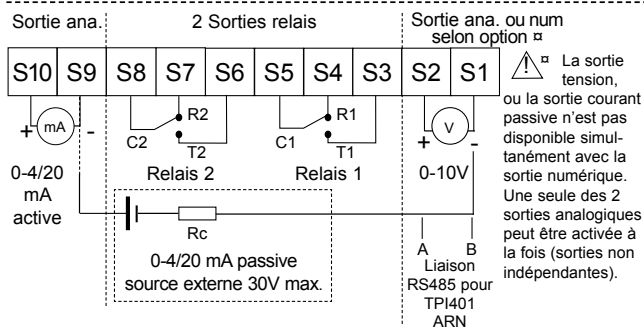 Sortie ana.
2 Sorties relais
Sortie ana. ou num
selon option ¤
S10 S9 S8 S7 S6 S5 S4 S3 S2 S1
+ mA -
R2
C2
T2
R1
C1
T1
+ V -
0-4/20
mA
active
Relais 2
Relais 1
0-10V
Rc
0-4/20 mA passive
source externe 30V max.
A B
Liaison
RS485 pour
TPI401
ARN
! ¤ La sortie
tension,
ou la sortie courant
passive n'est pas
disponible simul-
tanément avec la
sortie numérique.
Une seule des 2
sorties analogiques
peut être activée à
la fois (sorties non
indépendantes).